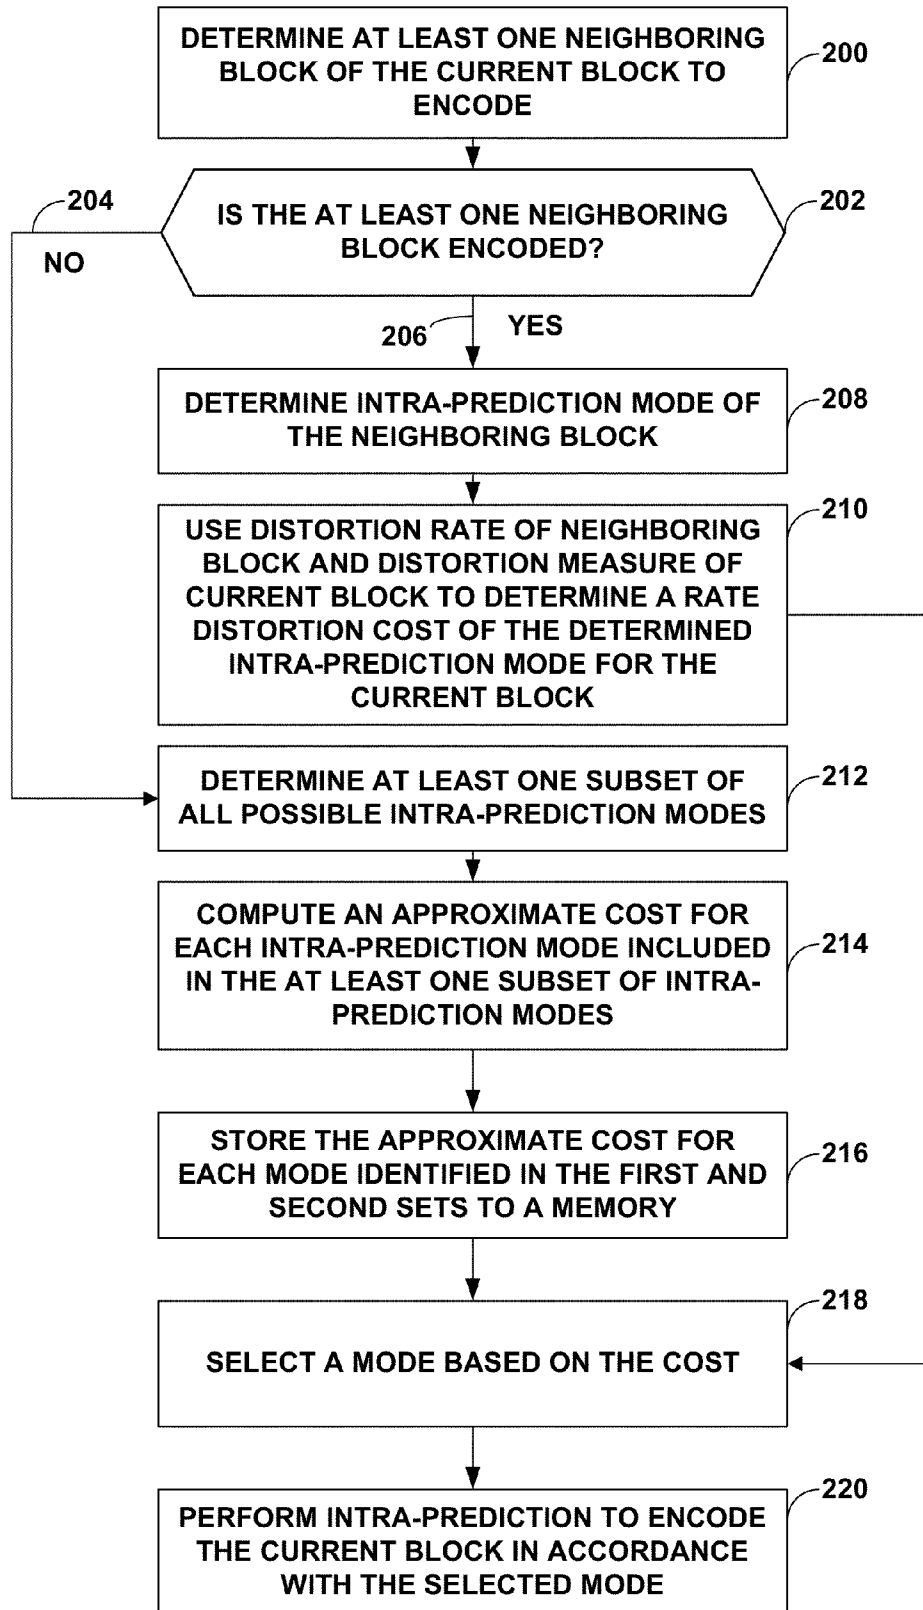 DETERMINE AT LEAST ONE NEIGHBORING
BLOCK OF THE CURRENT BLOCK TO
ENCODE
200
204
IS THE AT LEAST ONE NEIGHBORING
BLOCK ENCODED?
202
NO
206
YES
DETERMINE INTRA-PREDICTION MODE OF
THE NEIGHBORING BLOCK
208
USE DISTORTION RATE OF NEIGHBORING
BLOCK AND DISTORTION MEASURE OF
CURRENT BLOCK TO DETERMINE A RATE
DISTORTION COST OF THE DETERMINED
INTRA-PREDICTION MODE FOR THE
CURRENT BLOCK
210
DETERMINE AT LEAST ONE SUBSET OF
ALL POSSIBLE INTRA-PREDICTION MODES
212
COMPUTE AN APPROXIMATE COST FOR
EACH INTRA-PREDICTION MODE INCLUDED
IN THE AT LEAST ONE SUBSET OF INTRA-
PREDICTION MODES
214
STORE THE APPROXIMATE COST FOR
EACH MODE IDENTIFIED IN THE FIRST AND
SECOND SETS TO A MEMORY
216
SELECT A MODE BASED ON THE COST
218
PERFORM INTRA-PREDICTION TO ENCODE
THE CURRENT BLOCK IN ACCORDANCE
WITH THE SELECTED MODE
220